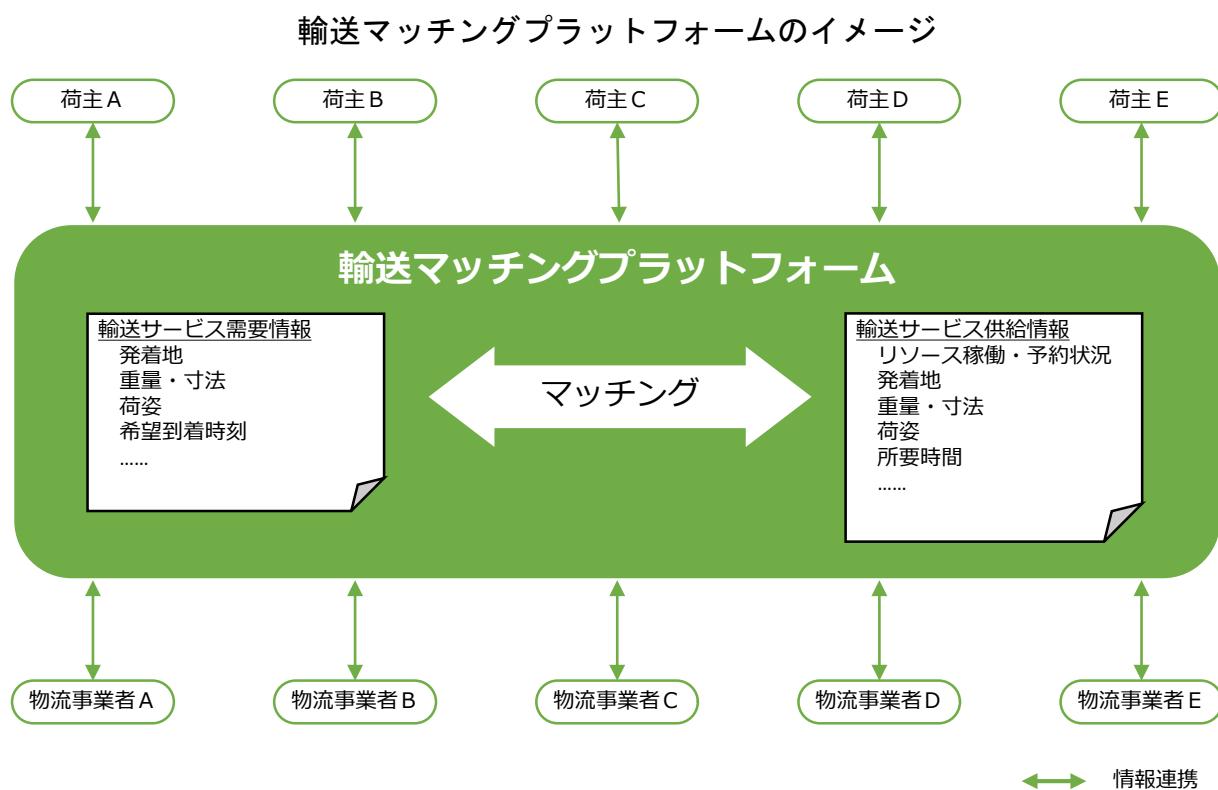 輸送マッチングプラットフォームのイメージ
荷主A
荷主B
荷主C
荷主D
荷主E
輸送マッチングプラットフォーム
輸送サービス需要情報
発着地
重量・寸法
荷姿
希望到着時刻
……
マッチング
輸送サービス供給情報
リソース稼働・予約状況
発着地
重量・寸法
荷姿
所要時間
……
物流事業者A
物流事業者B
物流事業者C
物流事業者D
物流事業者E
情報連携